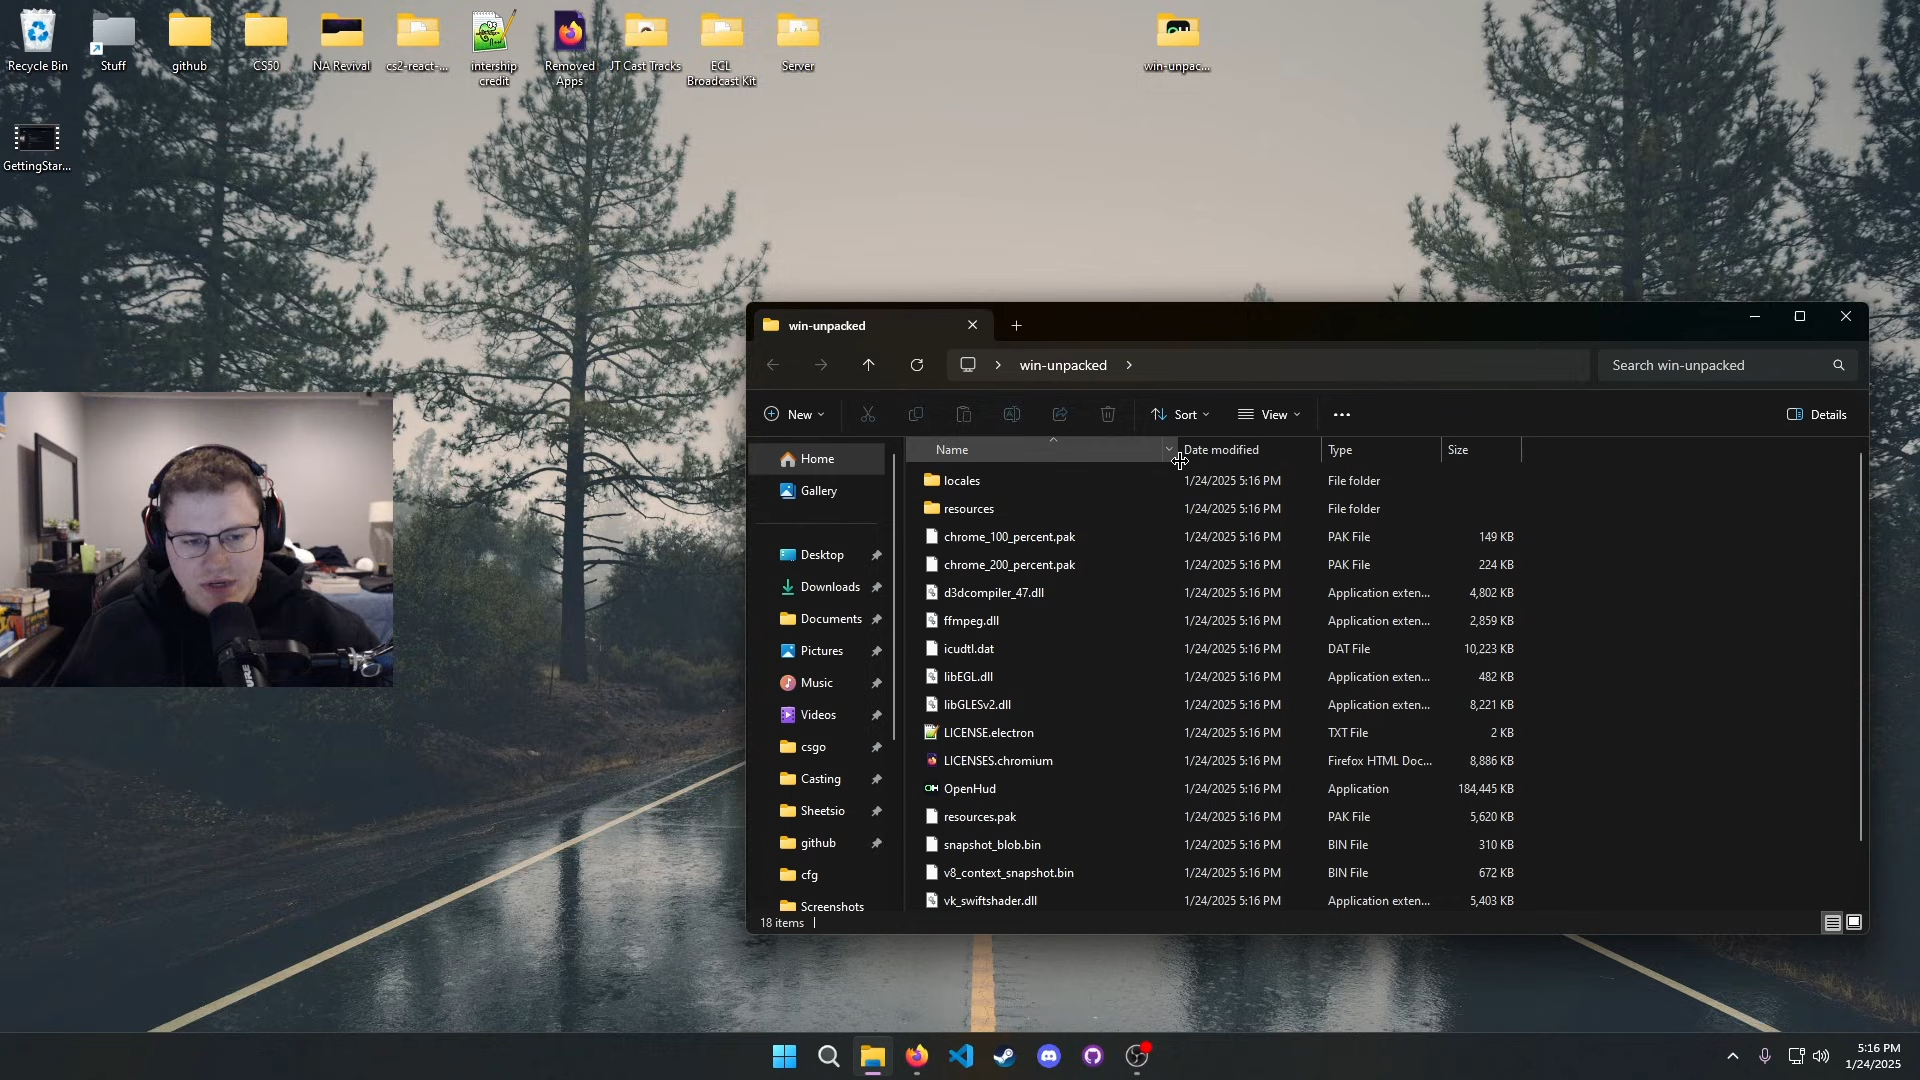 Recycle Bin
Stuff
github
CS50
NA Revival
cs2-react-...
intership
credit
Removed
Apps
JT Cast Tracks
ECL
Broadcast Kit
Server
win-unpac...
GettingStar...
win-unpacked
win-unpacked
Search win-unpacked
New
Sort
View
Details
Home
Gallery
Desktop
Downloads
Documents
Pictures
Music
Videos
csgo
Casting
Sheetsio
github
cfg
Screenshots
Name Date modified Type Size
locales 1/24/2025 5:16 PM File folder
resources 1/24/2025 5:16 PM File folder
chrome_100_percent.pak 1/24/2025 5:16 PM PAK File 149 KB
chrome_200_percent.pak 1/24/2025 5:16 PM PAK File 224 KB
d3dcompiler_47.dll 1/24/2025 5:16 PM Application exten... 4,802 KB
ffmpeg.dll 1/24/2025 5:16 PM Application exten... 2,859 KB
icudtl.dat 1/24/2025 5:16 PM DAT File 10,223 KB
libEGL.dll 1/24/2025 5:16 PM Application exten... 482 KB
libGLESv2.dll 1/24/2025 5:16 PM Application exten... 8,221 KB
LICENSE.electron 1/24/2025 5:16 PM TXT File 2 KB
LICENSES.chromium 1/24/2025 5:16 PM Firefox HTML Doc... 8,886 KB
OpenHud 1/24/2025 5:16 PM Application 184,445 KB
resources.pak 1/24/2025 5:16 PM PAK File 5,620 KB
snapshot_blob.bin 1/24/2025 5:16 PM BIN File 310 KB
v8_context_snapshot.bin 1/24/2025 5:16 PM BIN File 672 KB
vk_swiftshader.dll 1/24/2025 5:16 PM Application exten... 5,403 KB
18 items
5:16 PM
1/24/2025